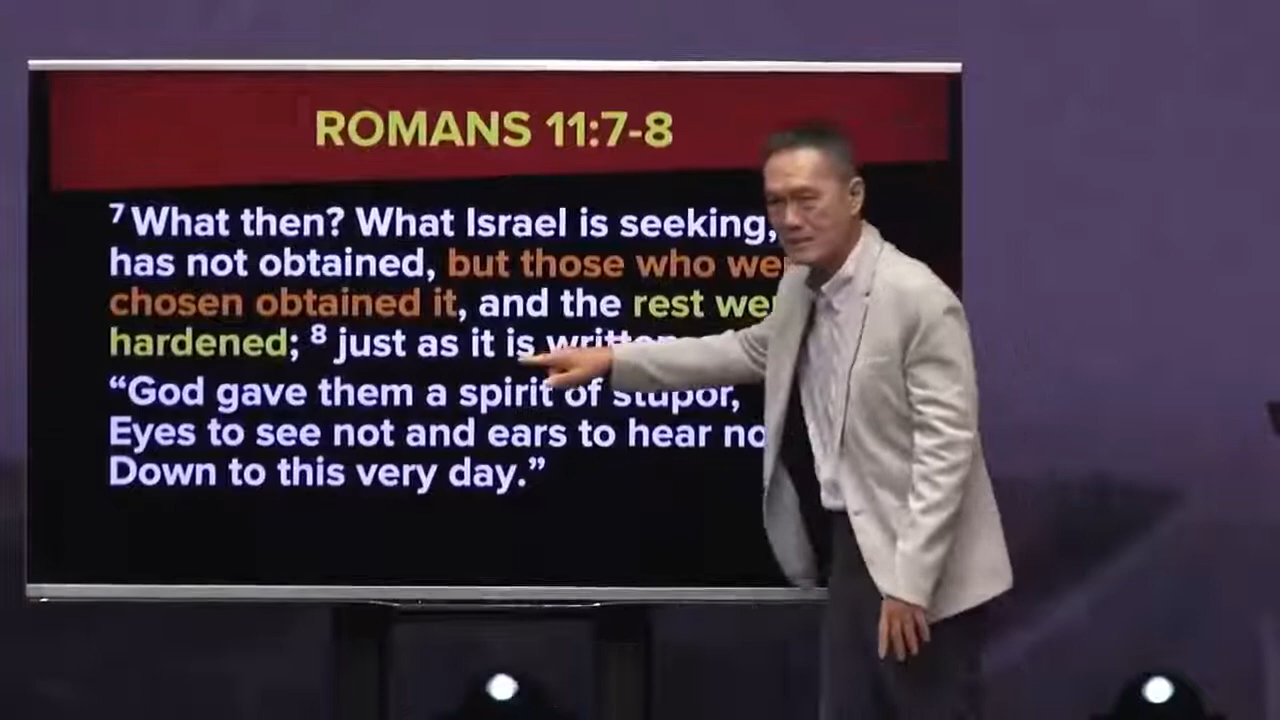 ROMANS 11:7-8
7 What then? What Israel is seeking,
has not obtained, but those who
chosen obtained it, and the rest
hardened; 8 just as it is written
“God gave them a spirit of stupor,
Eyes to see not and ears to hear
Down to this very day.”